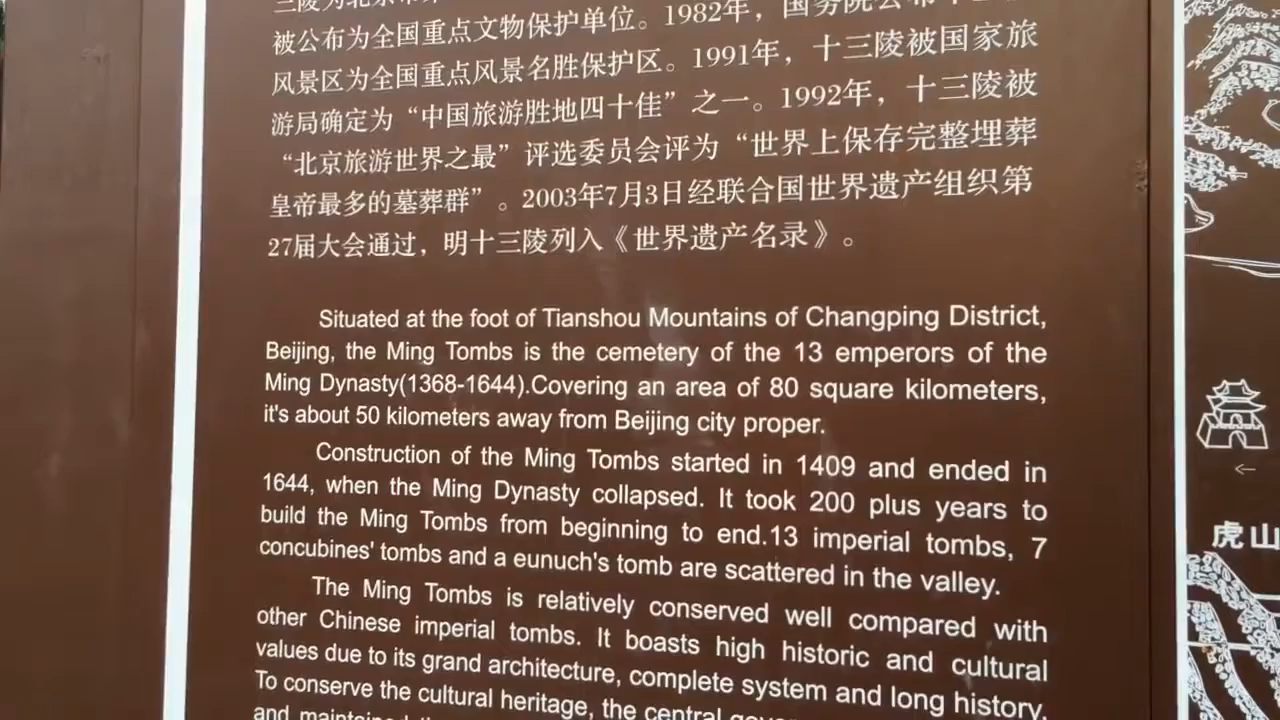 三陵为北京市
被公布为全国重点文物保护单位。1982年，国务院公布
风景区为全国重点风景名胜保护区。1991年，十三陵被国家旅
游局确定为“中国旅游胜地四十佳”之一。1992年，十三陵被
“北京旅游世界之最”评选委员会评为“世界上保存完整埋葬
皇帝最多的墓葬群”。2003年7月3日经联合国世界遗产组织第
27届大会通过，明十三陵列入《世界遗产名录》。
Situated at the foot of Tianshou Mountains of Changping District,
Beijing, the Ming Tombs is the cemetery of the 13 emperors of the
Ming Dynasty(1368-1644).Covering an area of 80 square kilometers,
it's about 50 kilometers away from Beijing city proper.
Construction of the Ming Tombs started in 1409 and ended in
1644, when the Ming Dynasty collapsed. It took 200 plus years to
build the Ming Tombs from beginning to end.13 imperial tombs, 7
concubines' tombs and a eunuch's tomb are scattered in the valley.
The Ming Tombs is relatively conserved well compared with
other Chinese imperial tombs. It boasts high historic and cultural
values due to its grand architecture, complete system and long history.
To conserve the cultural heritage, the central
and maintained
虎山